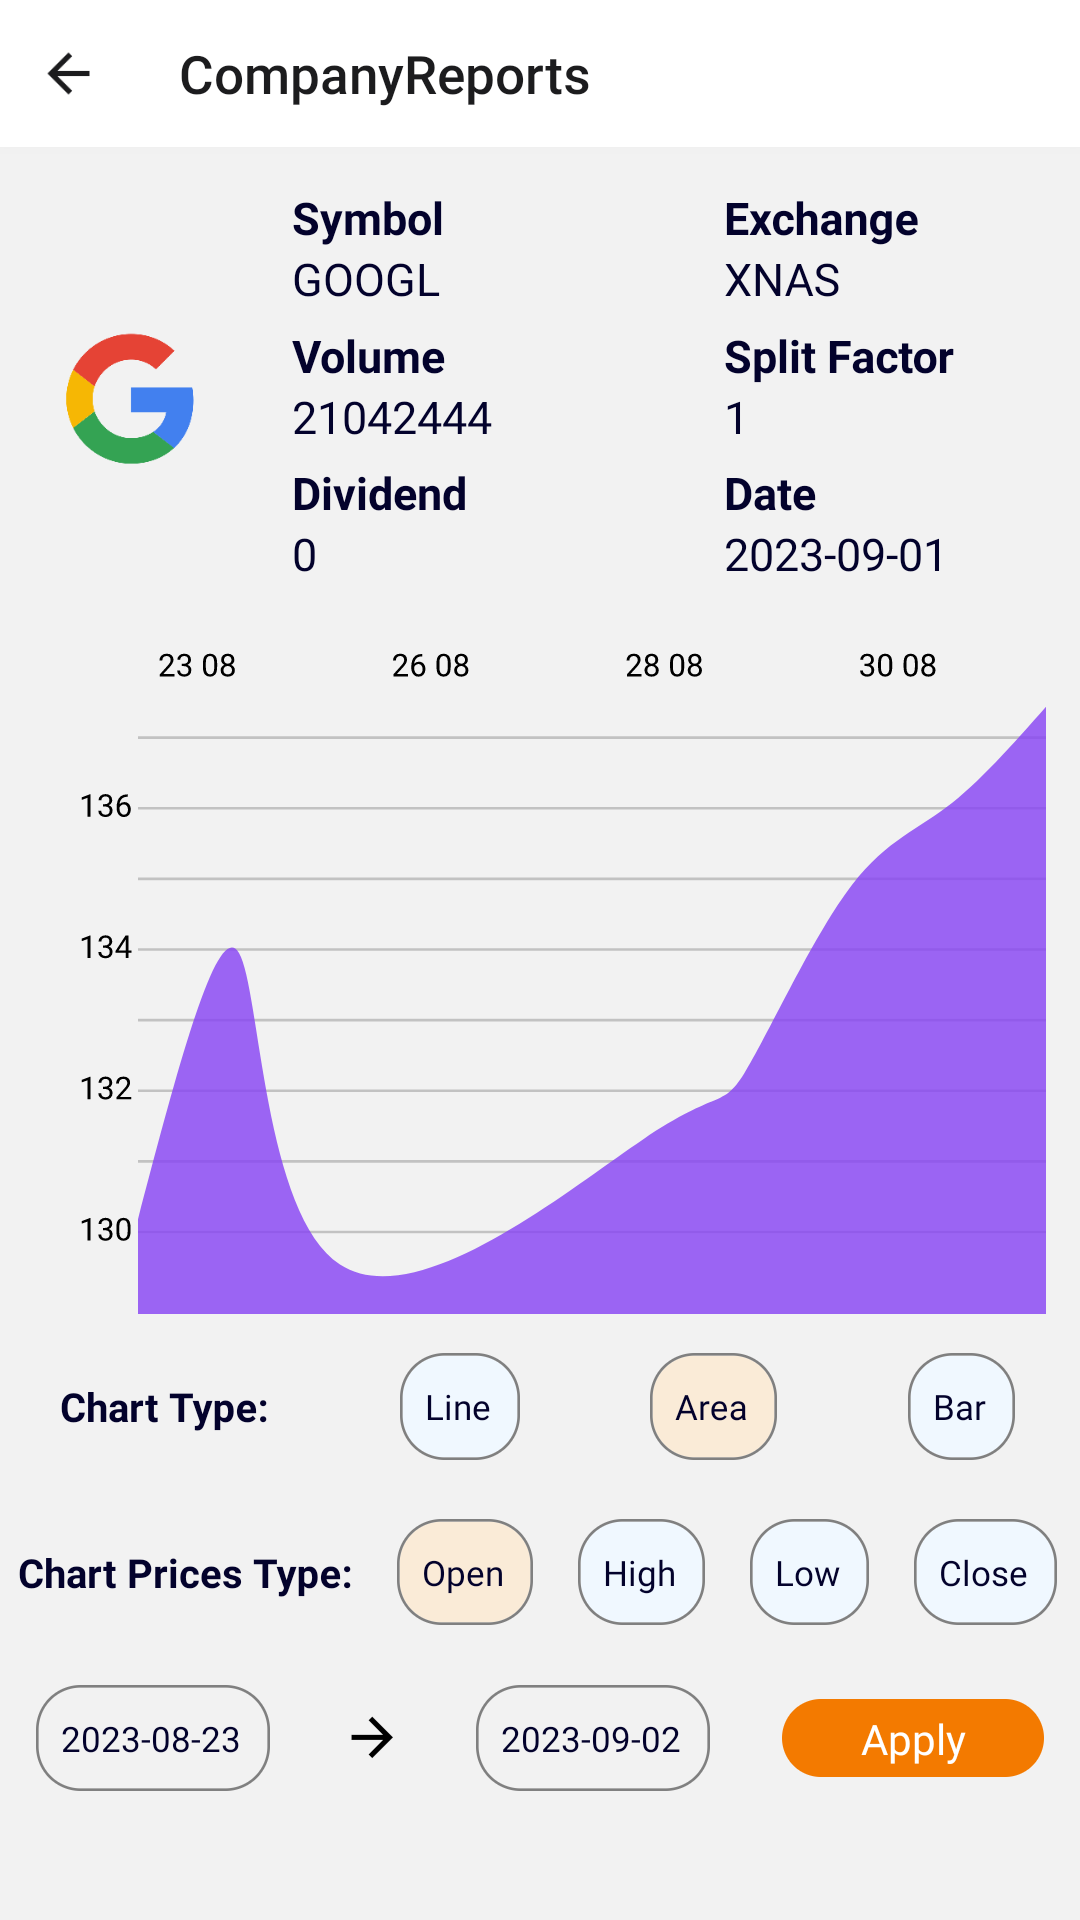 CompanyReports
Symbol Exchange
GOOGL XNAS
Volume Split Factor
21042444 1
Dividend Date
0 2023-09-01
23 08 26 08 28 08 30 08
136
134
132
130
Chart Type: Line Area Bar
Chart Prices Type: Open High Low Close
2023-08-23 2023-09-02 Apply